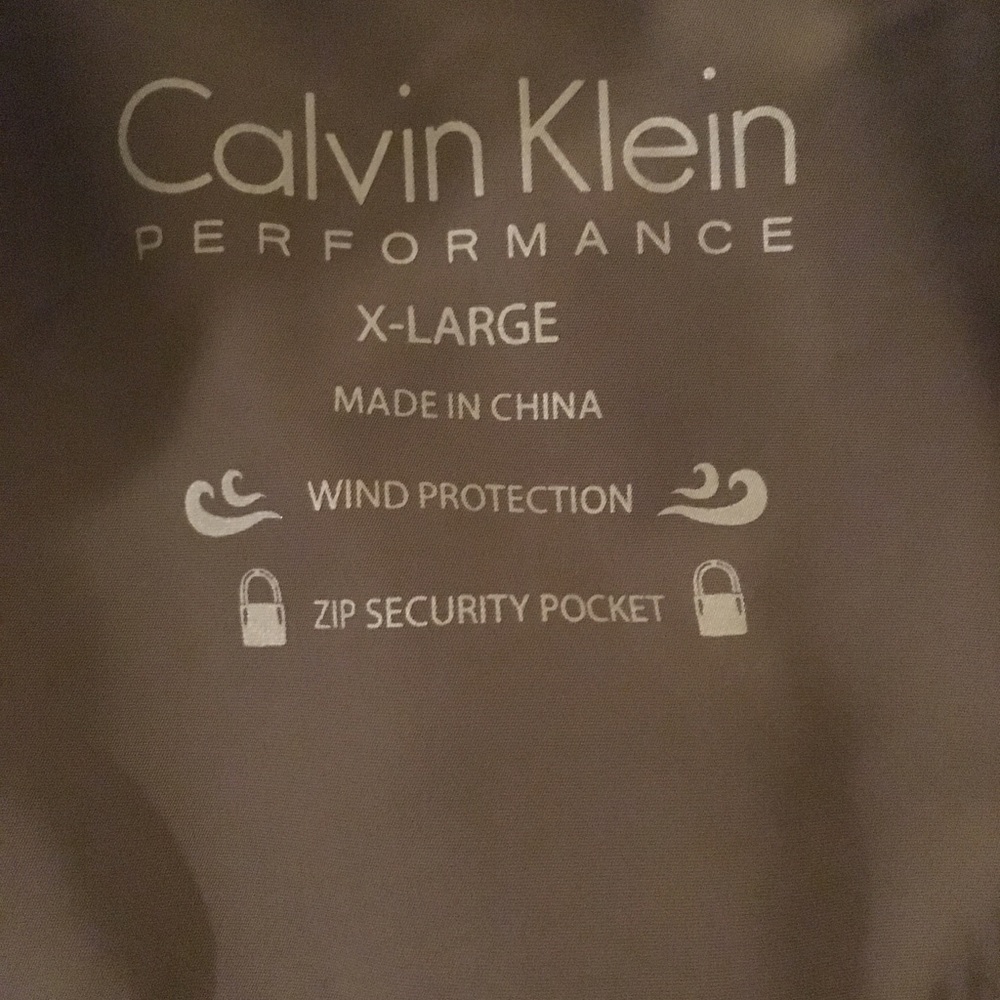 Calvin Klein
PERFORMANCE
X-LARGE
MADE IN CHINA
WIND PROTECTION
ZIP SECURITY POCKET